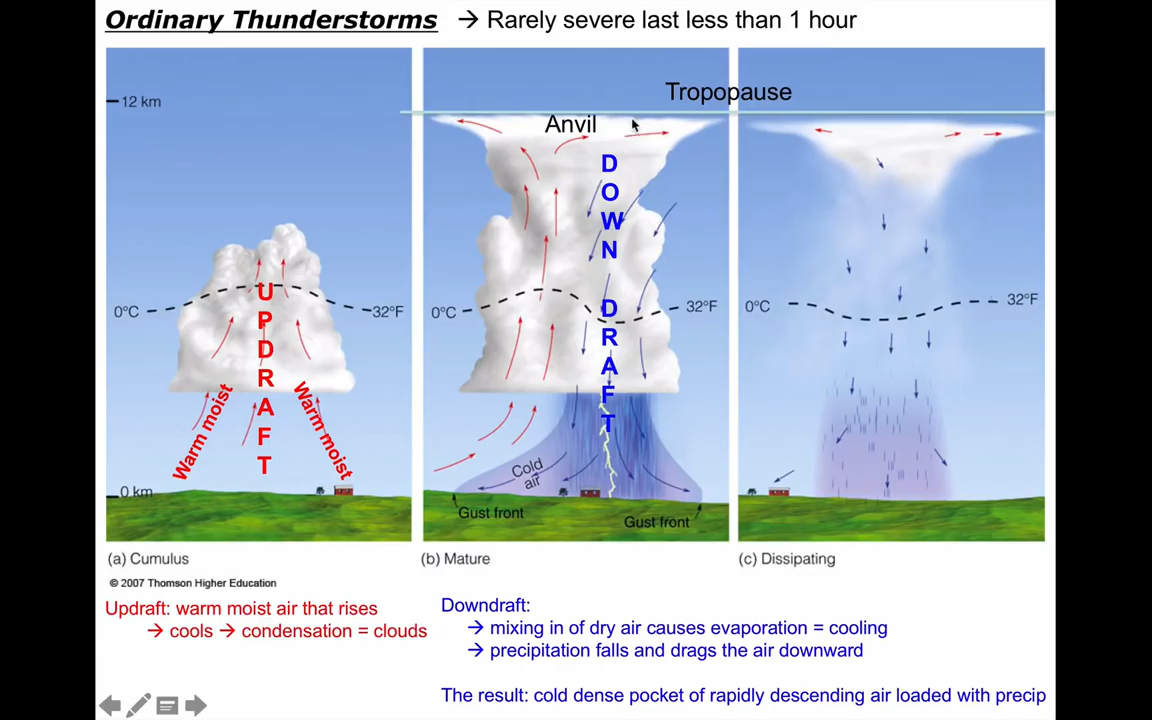 Ordinary Thunderstorms → Rarely severe last less than 1 hour
Tropopause
12 km
Anvil
UPDRAFT
DOWN DRAFT
0°C
32°F
0°C
32°F
0°C
32°F
Warm moist
Warm moist
Cold
air
0 km
Gust front
Gust front
(a) Cumulus
(b) Mature
(c) Dissipating
© 2007 Thomson Higher Education
Updraft: warm moist air that rises
→ cools → condensation = clouds
Downdraft:
→ mixing in of dry air causes evaporation = cooling
→ precipitation falls and drags the air downward
The result: cold dense pocket of rapidly descending air loaded with precip